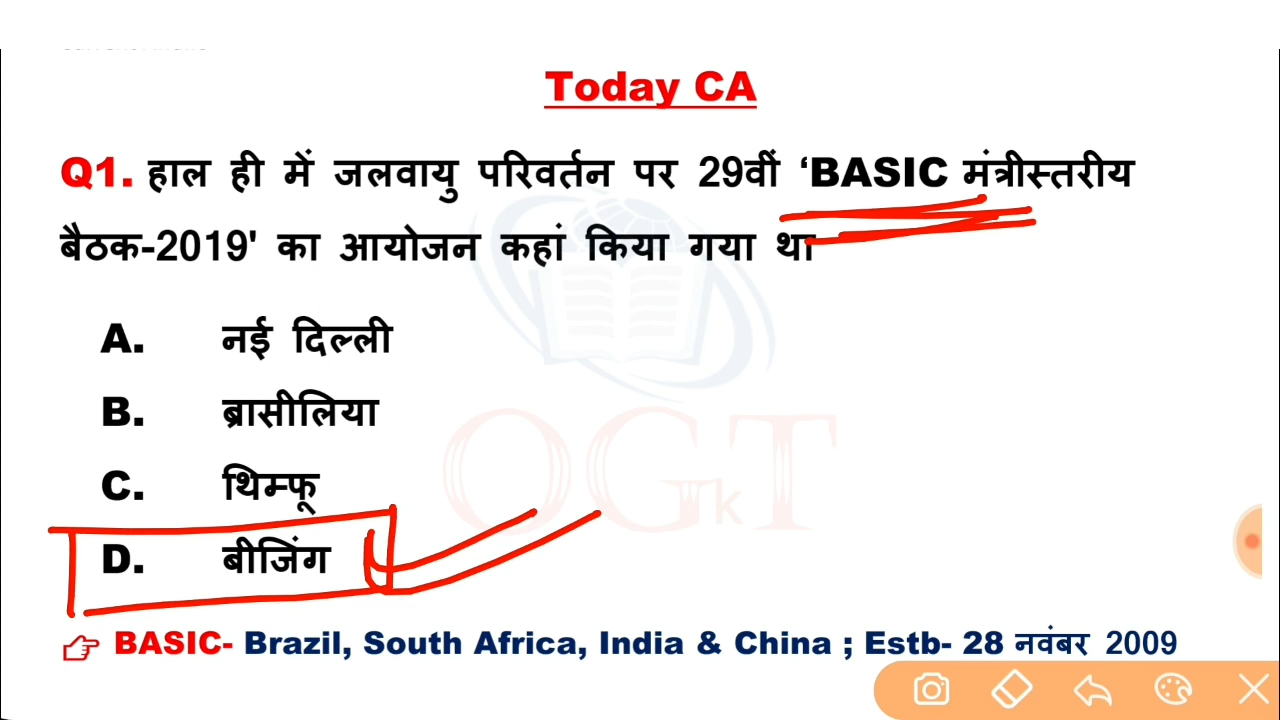 Today CA
Q1. हाल ही में जलवायु परिवर्तन पर 29वीं ‘BASIC मंत्रीस्तरीय
बैठक-2019' का आयोजन कहां किया गया था
A. नई दिल्ली
B. ब्रासीलिया
C. थिम्फू
D. बीजिंग
BASIC- Brazil, South Africa, India & China ; Estb- 28 नवंबर 2009
OGkT